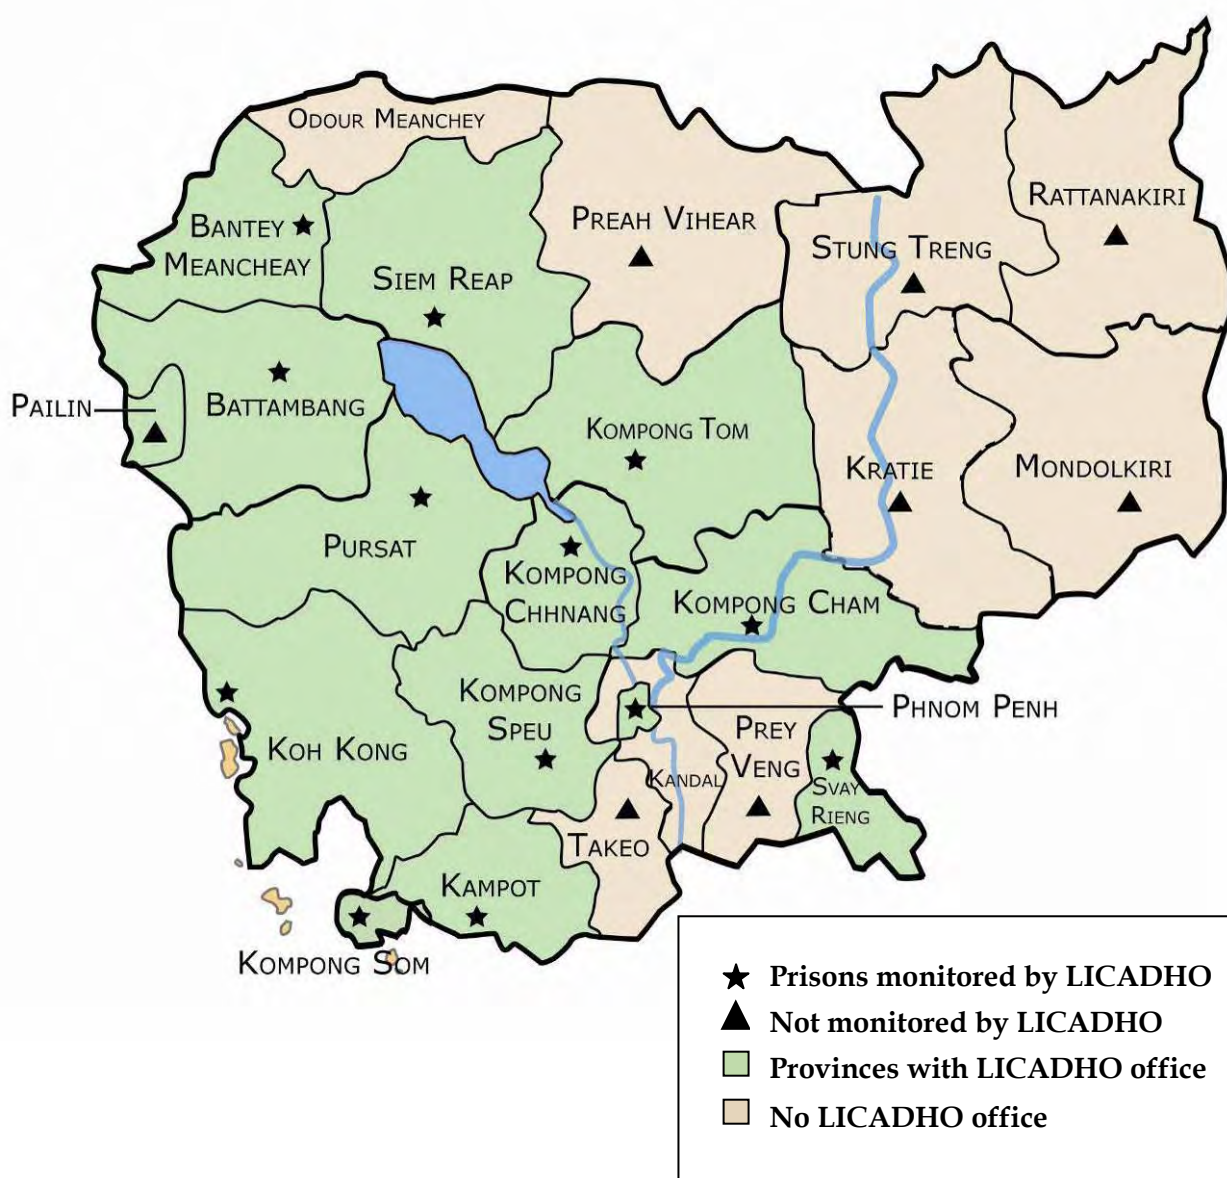 ODOUR MEANCHEY
RATTANAKIRI
PREAH VIHEAR
BANTEY
MEANCHEAY
STUNG TRENG
SIEM REAP
PAILIN
BATTAMBANG
KOMPONG TOM
KRATIE
MONDOLKIRI
PURSAT
KOMPONG
CHHNANG
KOMPONG CHAM
KOMPONG
SPEU
PHNOM PENH
PREY
VENG
KOH KONG
KANDAL
SVAY
RIENG
TAKEO
KAMPOT
KOMPONG SOM
Prisons monitored by LICADHO
Not monitored by LICADHO
Provinces with LICADHO office
No LICADHO office